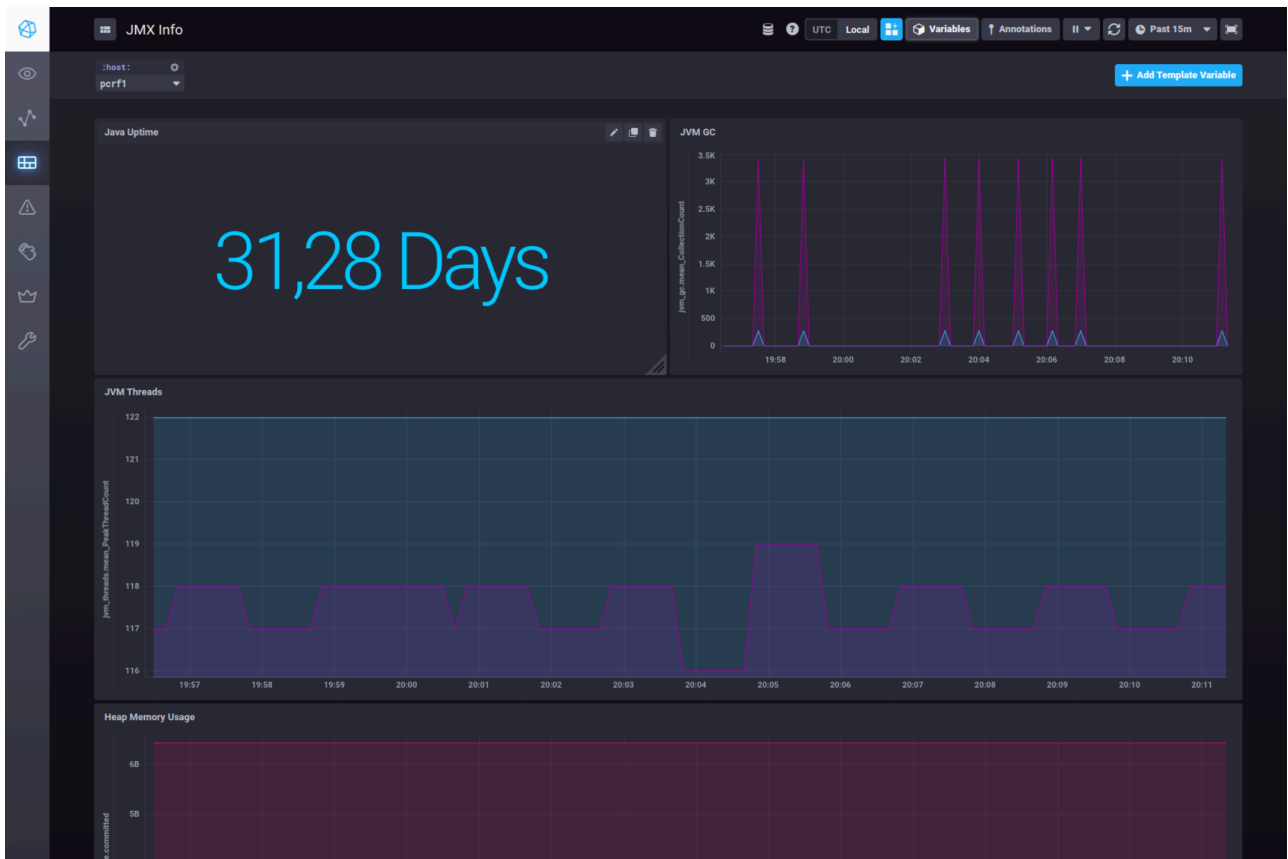 JMX Info
UTC Local Variables Annotations Past 15m
:host:
pcrf1
Add Template Variable
Java Uptime
31,28 Days
JVM GC
jvm_gc.mean_CollectionCount
3.5K
3K
2.5K
2K
1.5K
1K
500
0
19:58 20:00 20:02 20:04 20:06 20:08 20:10
JVM Threads
jvm_threads.mean_PeakThreadCount
122
121
120
119
118
117
116
19:57 19:58 19:59 20:00 20:01 20:02 20:03 20:04 20:05 20:06 20:07 20:08 20:09 20:10 20:11
Heap Memory Usage
6B
5B
e.committed